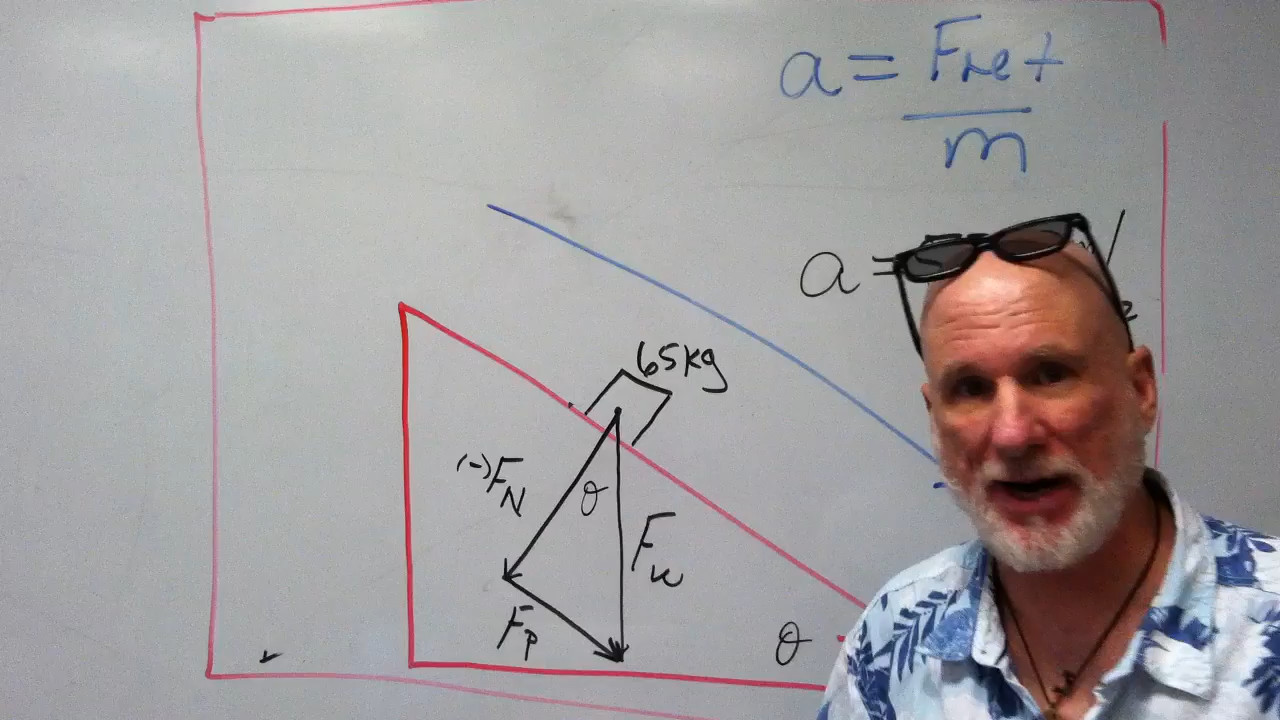 a = Fnet
m
a =
65kg
(-)FN
θ
Fw
Fp
θ